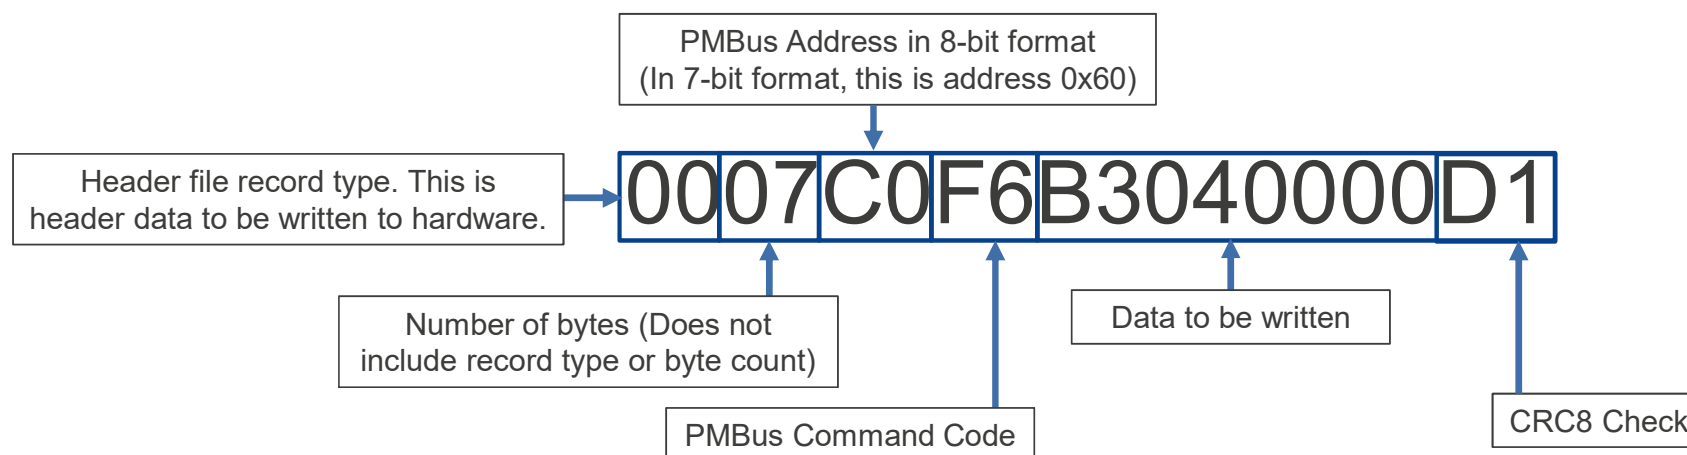 PMBus Address in 8-bit format
(In 7-bit format, this is address 0x60)
Header file record type. This is
header data to be written to hardware.
0007C0F6B3040000D1
Number of bytes (Does not
include record type or byte count)
Data to be written
PMBus Command Code
CRC8 Check